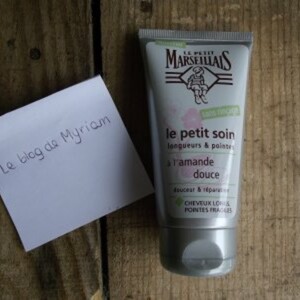 Le blog de Myriam
LE PETIT
MARSEILLAIS
le petit soin
longueurs & pointes
à l'amande
douce
douceur & réparation
CHEVEUX LONGS,
POINTES FRAGILES